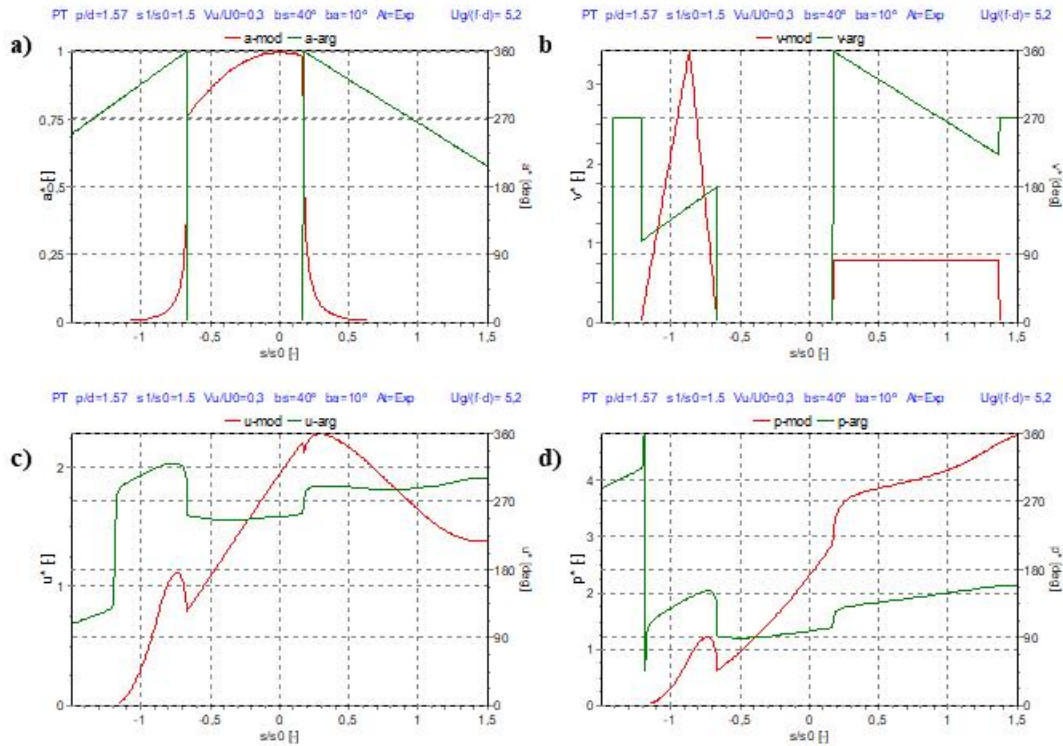 PT p/d=1.57 s1/s0=1.5 Vu/U0=0,3 bs=40° ba=10° At=Exp Ug/(f·d)= 5,2
a)
a-mod a-arg
1
0.75
0.5
0.25
0
360
270
180
90
0
a* [-]
a* [deg]
-1 -0,5 0 0,5 1 1,5
s/s0 [-]
PT p/d=1.57 s1/s0=1.5 Vu/U0=0,3 bs=40° ba=10° At=Exp Ug/(f·d)= 5,2
b)
v-mod v-arg
3
2
1
0
360
270
180
90
0
v* [-]
v* [deg]
-1 -0,5 0 0,5 1 1,5
s/s0 [-]
PT p/d=1.57 s1/s0=1.5 Vu/U0=0,3 bs=40° ba=10° At=Exp Ug/(f·d)= 5,2
c)
u-mod u-arg
2
1
0
360
270
180
90
0
u* [-]
u* [deg]
-1 -0,5 0 0,5 1 1,5
s/s0 [-]
PT p/d=1.57 s1/s0=1.5 Vu/U0=0,3 bs=40° ba=10° At=Exp Ug/(f·d)= 5,2
d)
p-mod p-arg
4
3
2
1
0
360
270
180
90
0
p* [-]
p* [deg]
-1 -0,5 0 0,5 1 1,5
s/s0 [-]